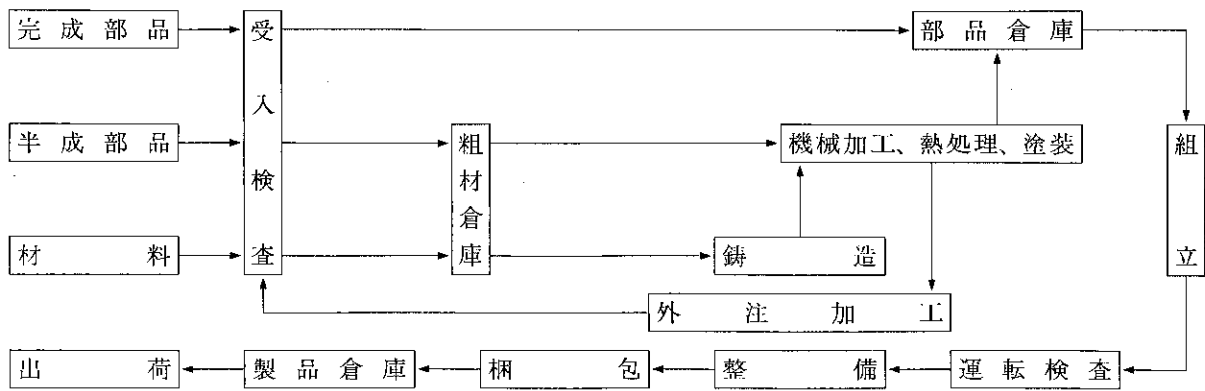 完成部品
受入検査
部品倉庫
半成部品
粗材倉庫
機械加工、熱処理、塗装
組立
材料
鋳造
外注加工
出荷
製品倉庫
梱包
整備
運転検査